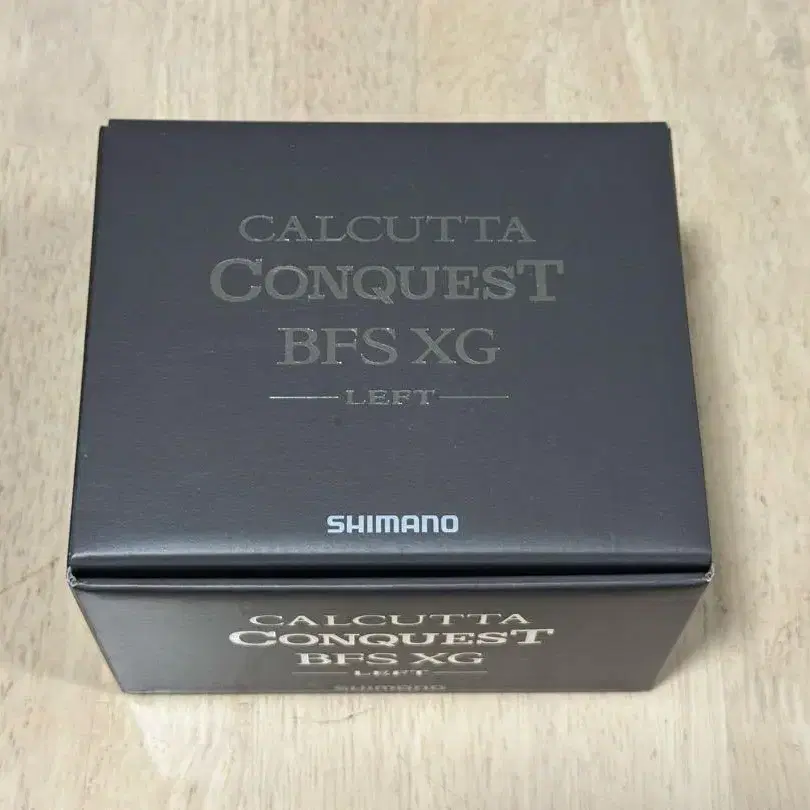 CALCUTTA
CONQUEST
BFS XG
LEFT
SHIMANO
CALCUTTA
CONQUEST
BFS XG
LEFT
SHIMANO